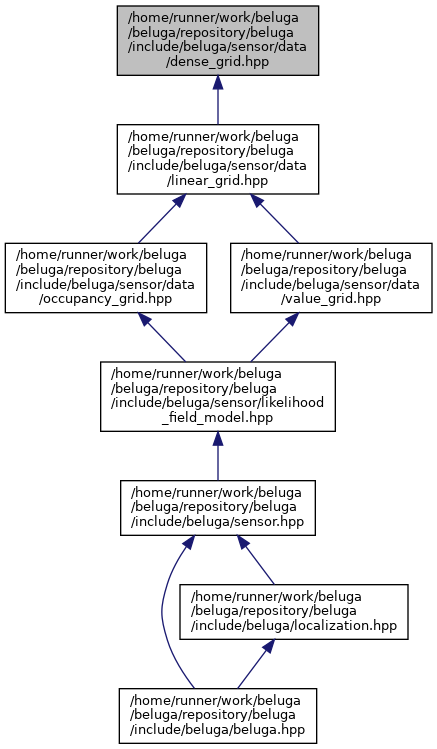 /home/runner/work/beluga
/beluga/repository/beluga
/include/beluga/sensor/data
/dense_grid.hpp
/home/runner/work/beluga
/beluga/repository/beluga
/include/beluga/sensor/data
/linear_grid.hpp
/home/runner/work/beluga
/beluga/repository/beluga
/include/beluga/sensor/data
/occupancy_grid.hpp
/home/runner/work/beluga
/beluga/repository/beluga
/include/beluga/sensor/data
/value_grid.hpp
/home/runner/work/beluga
/beluga/repository/beluga
/include/beluga/sensor/likelihood
_field_model.hpp
/home/runner/work/beluga
/beluga/repository/beluga
/include/beluga/sensor.hpp
/home/runner/work/beluga
/beluga/repository/beluga
/include/beluga/localization.hpp
/home/runner/work/beluga
/beluga/repository/beluga
/include/beluga/beluga.hpp